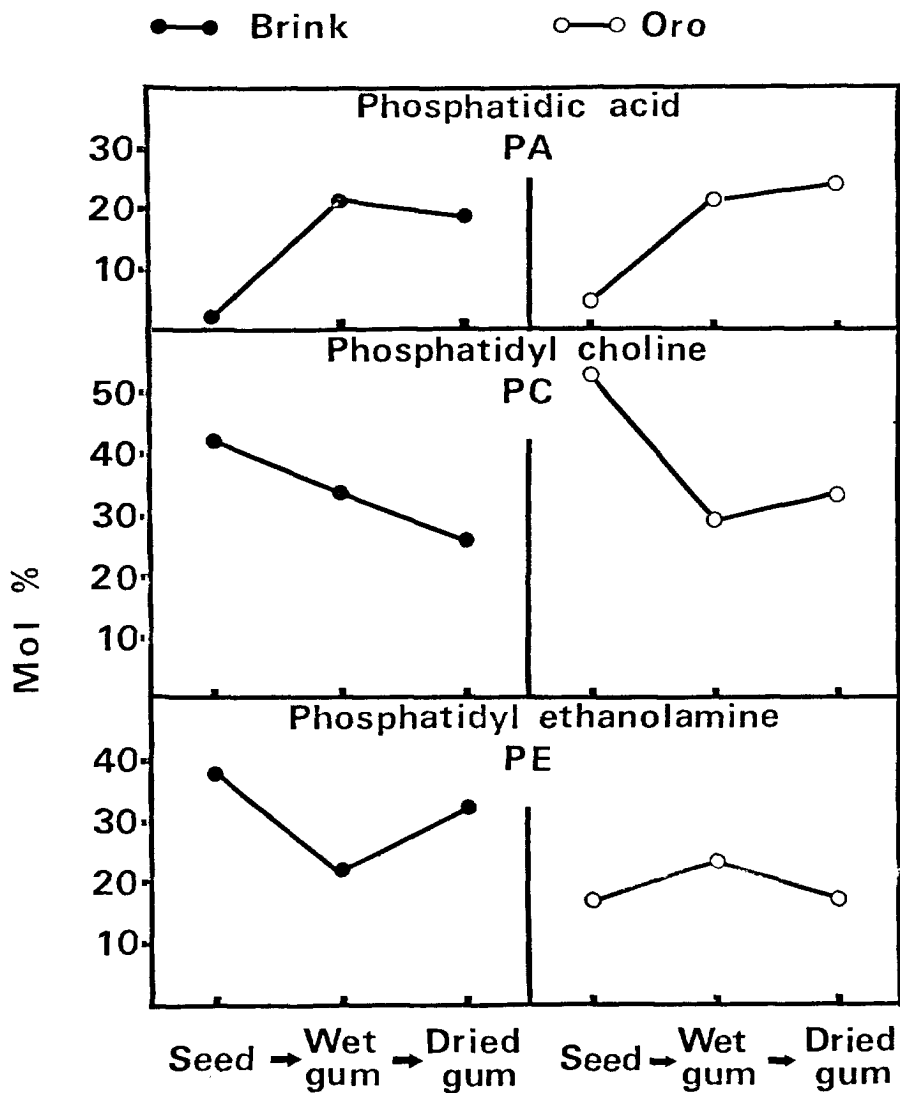 Brink
Oro
Phosphatidic acid
PA
30
20
10
Phosphatidyl choline
PC
50
40
30
20
10
Phosphatidyl ethanolamine
PE
40
30
20
10
Mol %
Seed → Wet gum → Dried gum
Seed → Wet gum → Dried gum